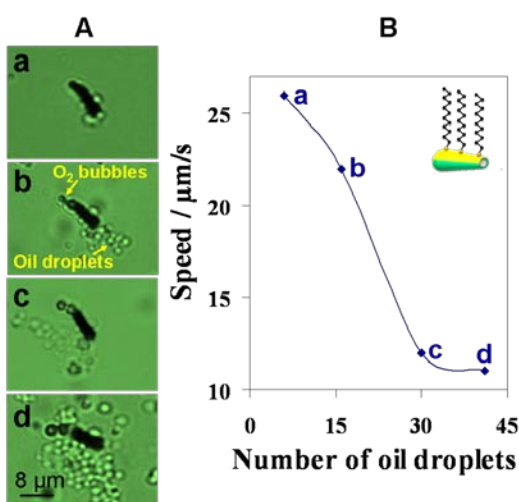 A
B
a
b
O₂ bubbles
Oil droplets
c
d
8 µm
Speed / µm/s
25
20
15
10
a
b
c
d
0
15
30
45
Number of oil droplets